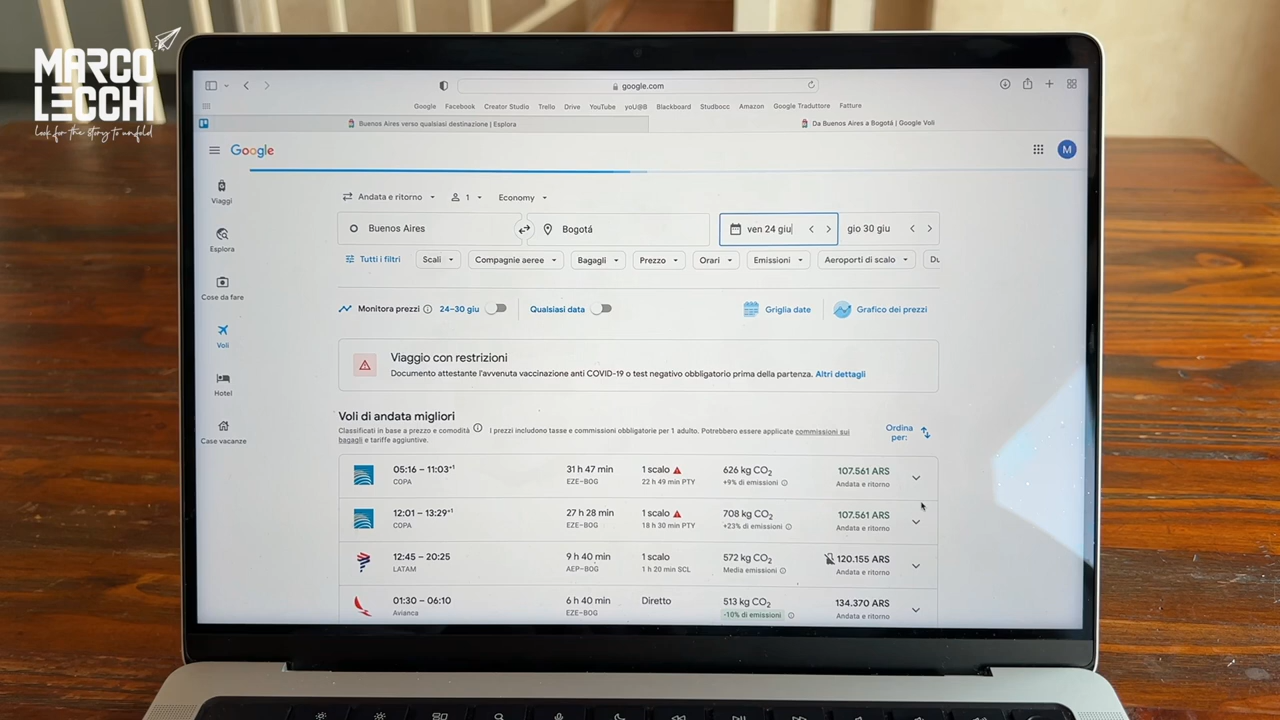 MARCO
LECCHI
look for the story to unfold
google.com
Google Facebook Creator Studio Trello Drive YouTube yoU@B Blackboard Studbocc Amazon Google Traduttore Fatture
Buenos Aires verso qualsiasi destinazione | Esplora
Da Buenos Aires a Bogotá | Google Voli
Google
M
Viaggi
Esplora
Cose da fare
Voli
Hotel
Case vacanze
Andata e ritorno 1 Economy
Buenos Aires Bogotá ven 24 giu gio 30 giu
Tutti i filtri Scali Compagnie aeree Bagagli Prezzo Orari Emissioni Aeroporti di scalo Du
Monitora prezzi 24–30 giu Qualsiasi data Griglia date Grafico dei prezzi
Viaggio con restrizioni
Documento attestante l'avvenuta vaccinazione anti COVID-19 o test negativo obbligatorio prima della partenza. Altri dettagli
Voli di andata migliori
Classificati in base a prezzo e comodità I prezzi includono tasse e commissioni obbligatorie per 1 adulto. Potrebbero essere applicate commissioni sui
bagagli e tariffe aggiuntive.
Ordina
per:
05:16 – 11:03+1 31 h 47 min 1 scalo 626 kg CO2 107.561 ARS
COPA EZE–BOG 22 h 49 min PTY +9% di emissioni Andata e ritorno
12:01 – 13:29+1 27 h 28 min 1 scalo 708 kg CO2 107.561 ARS
COPA EZE–BOG 18 h 30 min PTY +23% di emissioni Andata e ritorno
12:45 – 20:25 9 h 40 min 1 scalo 572 kg CO2 120.155 ARS
LATAM AEP–BOG 1 h 20 min SCL Media emissioni Andata e ritorno
01:30 – 06:10 6 h 40 min Diretto 513 kg CO2 134.370 ARS
Avianca EZE–BOG -10% di emissioni Andata e ritorno